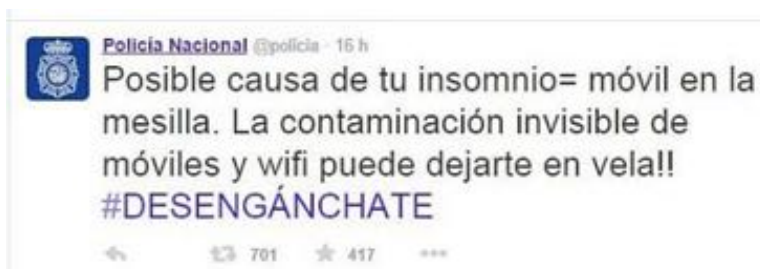 Policía Nacional @policia · 16 h
Posible causa de tu insomnio= móvil en la
mesilla. La contaminación invisible de
móviles y wifi puede dejarte en vela!!
#DESENGÁNCHATE
701 417